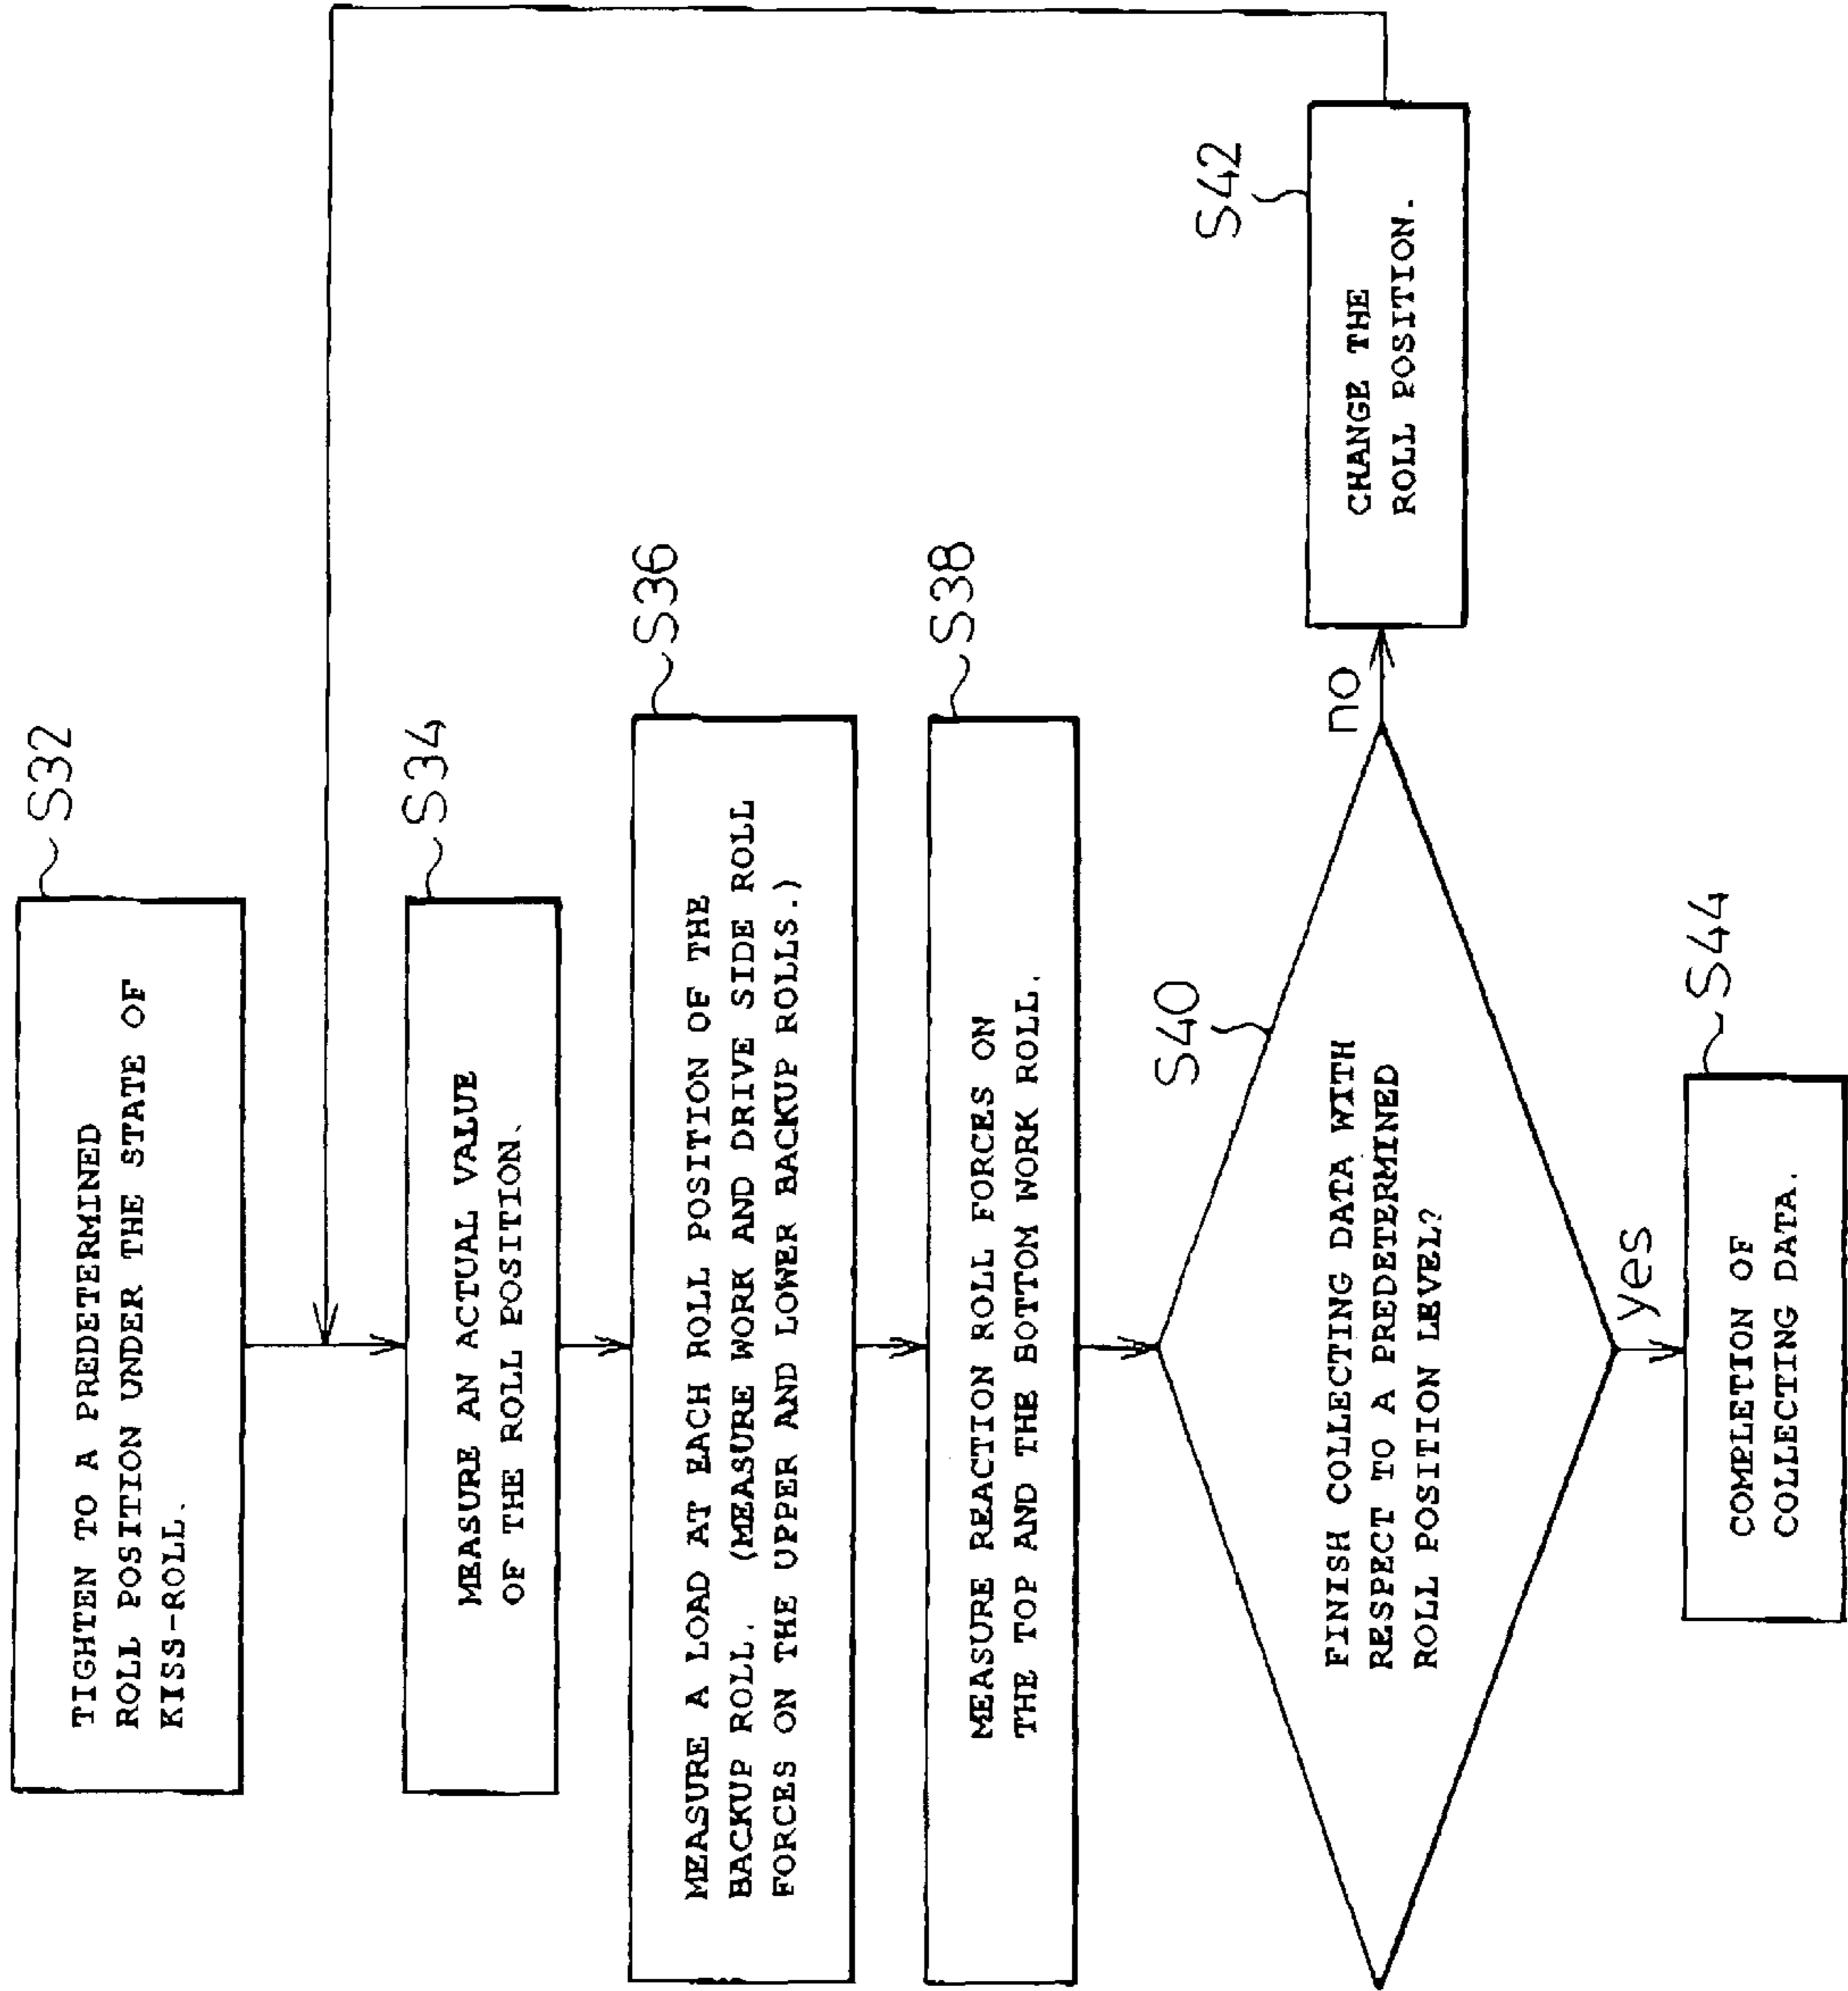 S32
TIGHTEN TO A PREDETERMINED
ROLL POSITION UNDER THE STATE OF
KISS-ROLL.
S34
MEASURE AN ACTUAL VALUE
OF THE ROLL POSITION.
S36
MEASURE A LOAD AT EACH ROLL POSITION OF THE
BACKUP ROLL. (MEASURE WORK AND DRIVE SIDE ROLL
FORCES ON THE UPPER AND LOWER BACKUP ROLLS.)
S38
MEASURE REACTION ROLL FORCES ON
THE TOP AND THE BOTTOM WORK ROLL.
S40
FINISH COLLECTING DATA WITH
RESPECT TO A PREDETERMINED
ROLL POSITION LEVEL?
no
S42
CHANGE THE
ROLL POSITION.
yes
S44
COMPLETION OF
COLLECTING DATA.